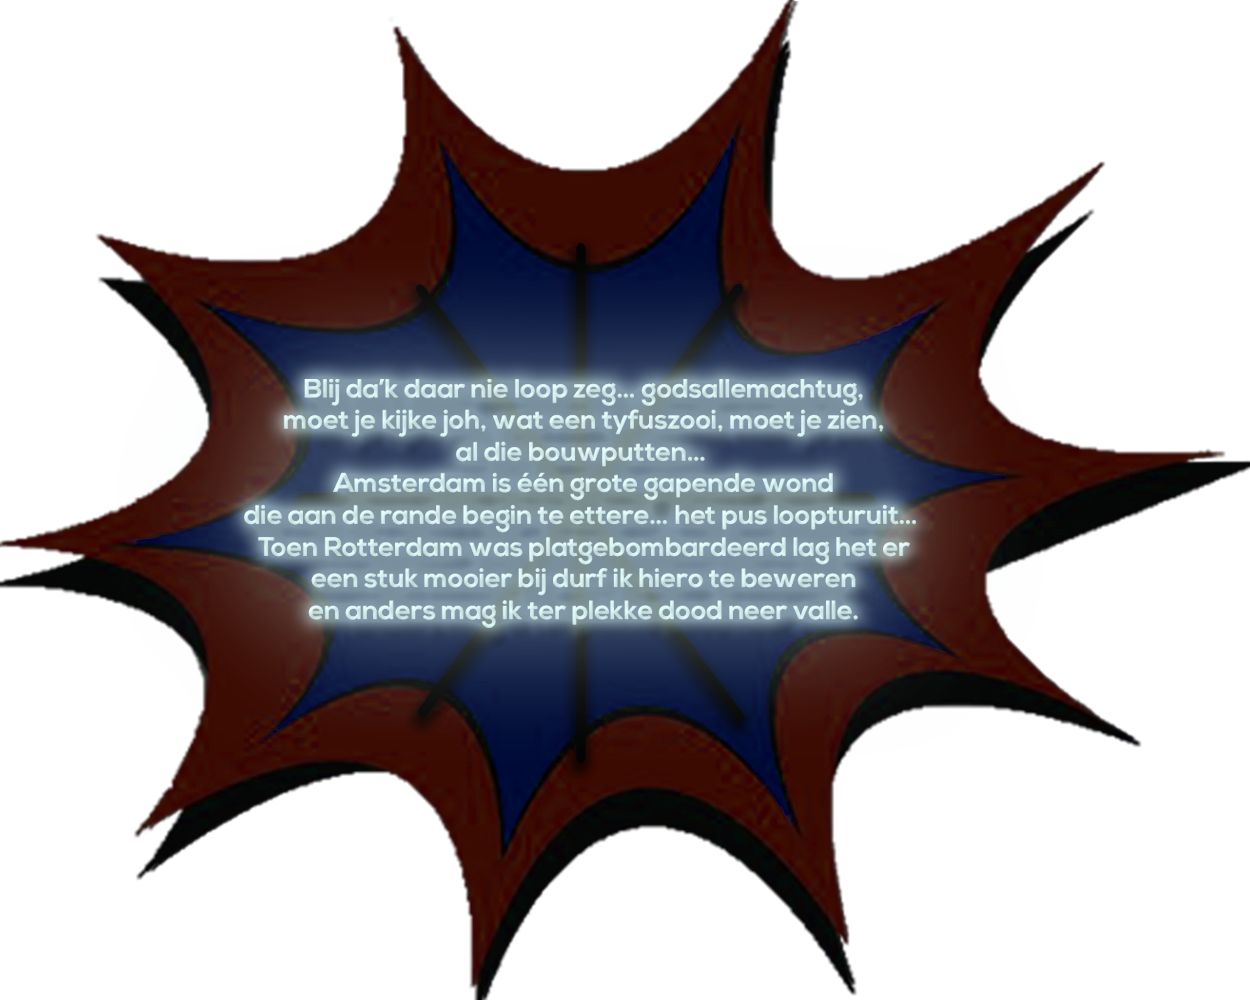 Blij da'k daar nie loop zeg... godsallemachtug,
moet je kijke joh, wat een tyfuszooi, moet je zien,
al die bouwputten...
Amsterdam is één grote gapende wond
die aan de rande begin te ettere... het pus loopturuit...
Toen Rotterdam was platgebombardeerd lag het er
een stuk mooier bij durf ik hiero te beweren
en anders mag ik ter plekke dood neer valle.